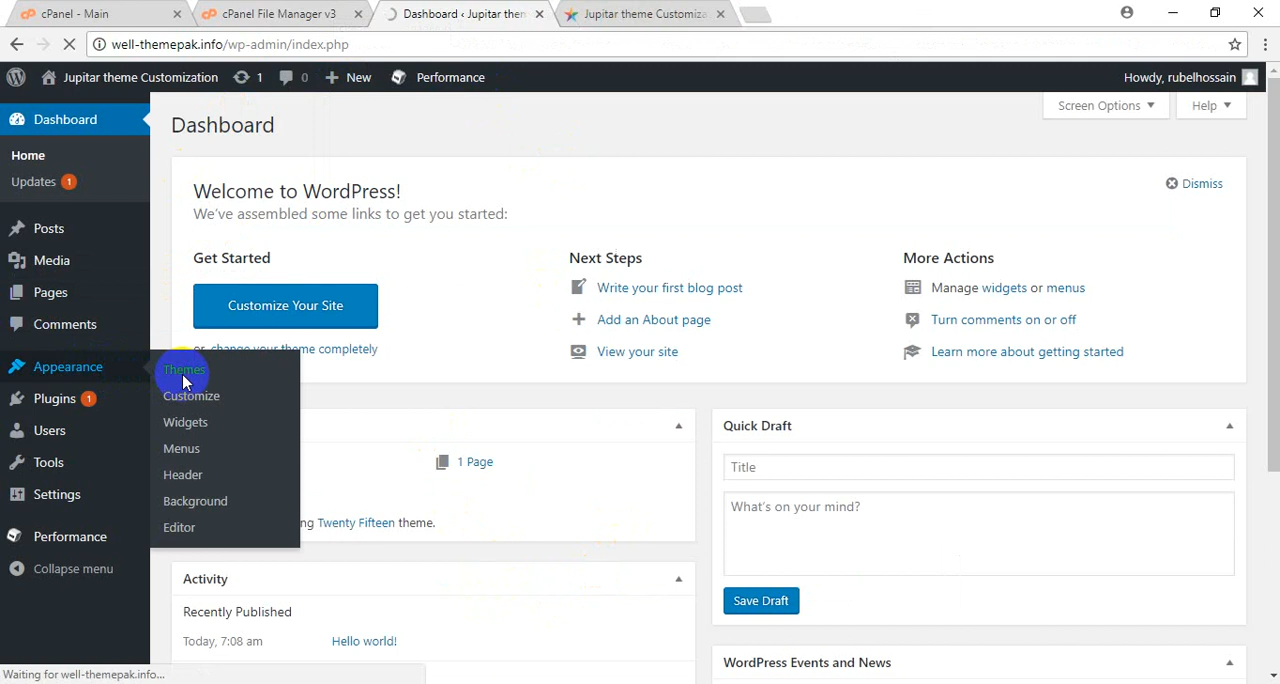 cPanel - Main
cPanel File Manager v3
Dashboard ‹ Jupitar then
Jupitar theme Customiza
well-themepak.info/wp-admin/index.php
Jupitar theme Customization
1
0
New
Performance
Howdy, rubelhossain
Dashboard
Home
Updates 1
Posts
Media
Pages
Comments
Appearance
Plugins 1
Users
Tools
Settings
Performance
Collapse menu
Themes
Customize
Widgets
Menus
Header
Background
Editor
Dashboard
Screen Options
Help
Welcome to WordPress!
We've assembled some links to get you started:
Dismiss
Get Started
Customize Your Site
or, change your theme completely
Next Steps
Write your first blog post
Add an About page
View your site
More Actions
Manage widgets or menus
Turn comments on or off
Learn more about getting started
1 Page
ng Twenty Fifteen theme.
Activity
Recently Published
Today, 7:08 am
Hello world!
Quick Draft
Title
What's on your mind?
Save Draft
WordPress Events and News
Waiting for well-themepak.info...